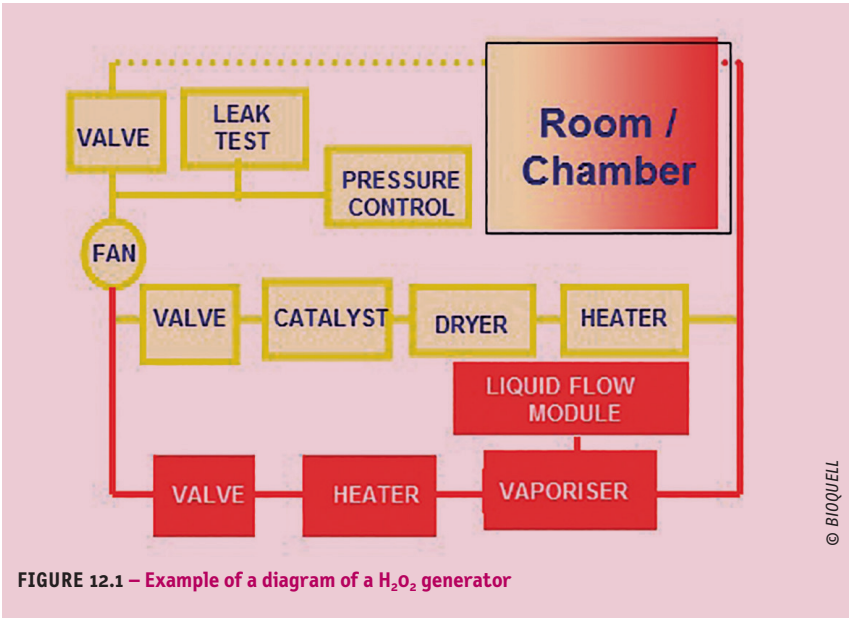 VALVE
LEAK
TEST
PRESSURE
CONTROL
Room /
Chamber
FAN
VALVE
CATALYST
DRYER
HEATER
LIQUID FLOW
MODULE
VALVE
HEATER
VAPORISER
© BIOQUELL
FIGURE 12.1 – Example of a diagram of a H₂O₂ generator